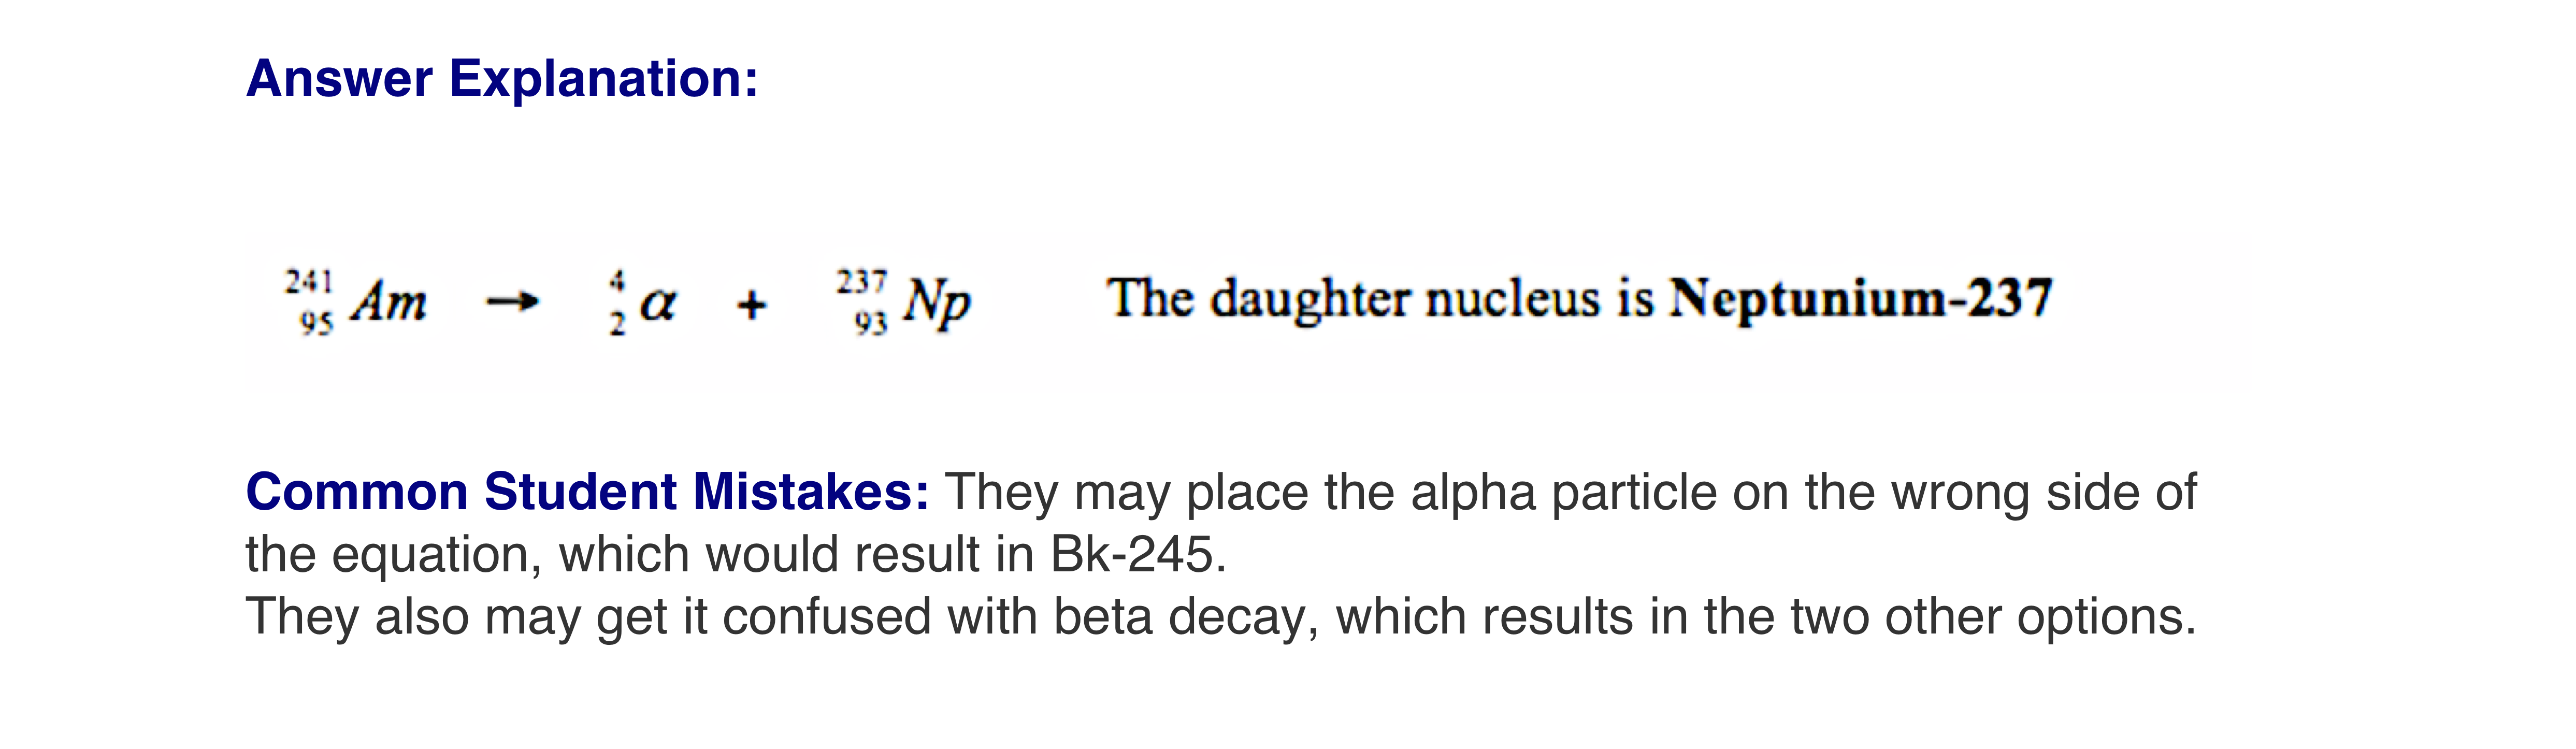 Answer Explanation:
241 95 Am → 4 2 α + 237 93 Np The daughter nucleus is Neptunium-237
Common Student Mistakes: They may place the alpha particle on the wrong side of
the equation, which would result in Bk-245.
They also may get it confused with beta decay, which results in the two other options.